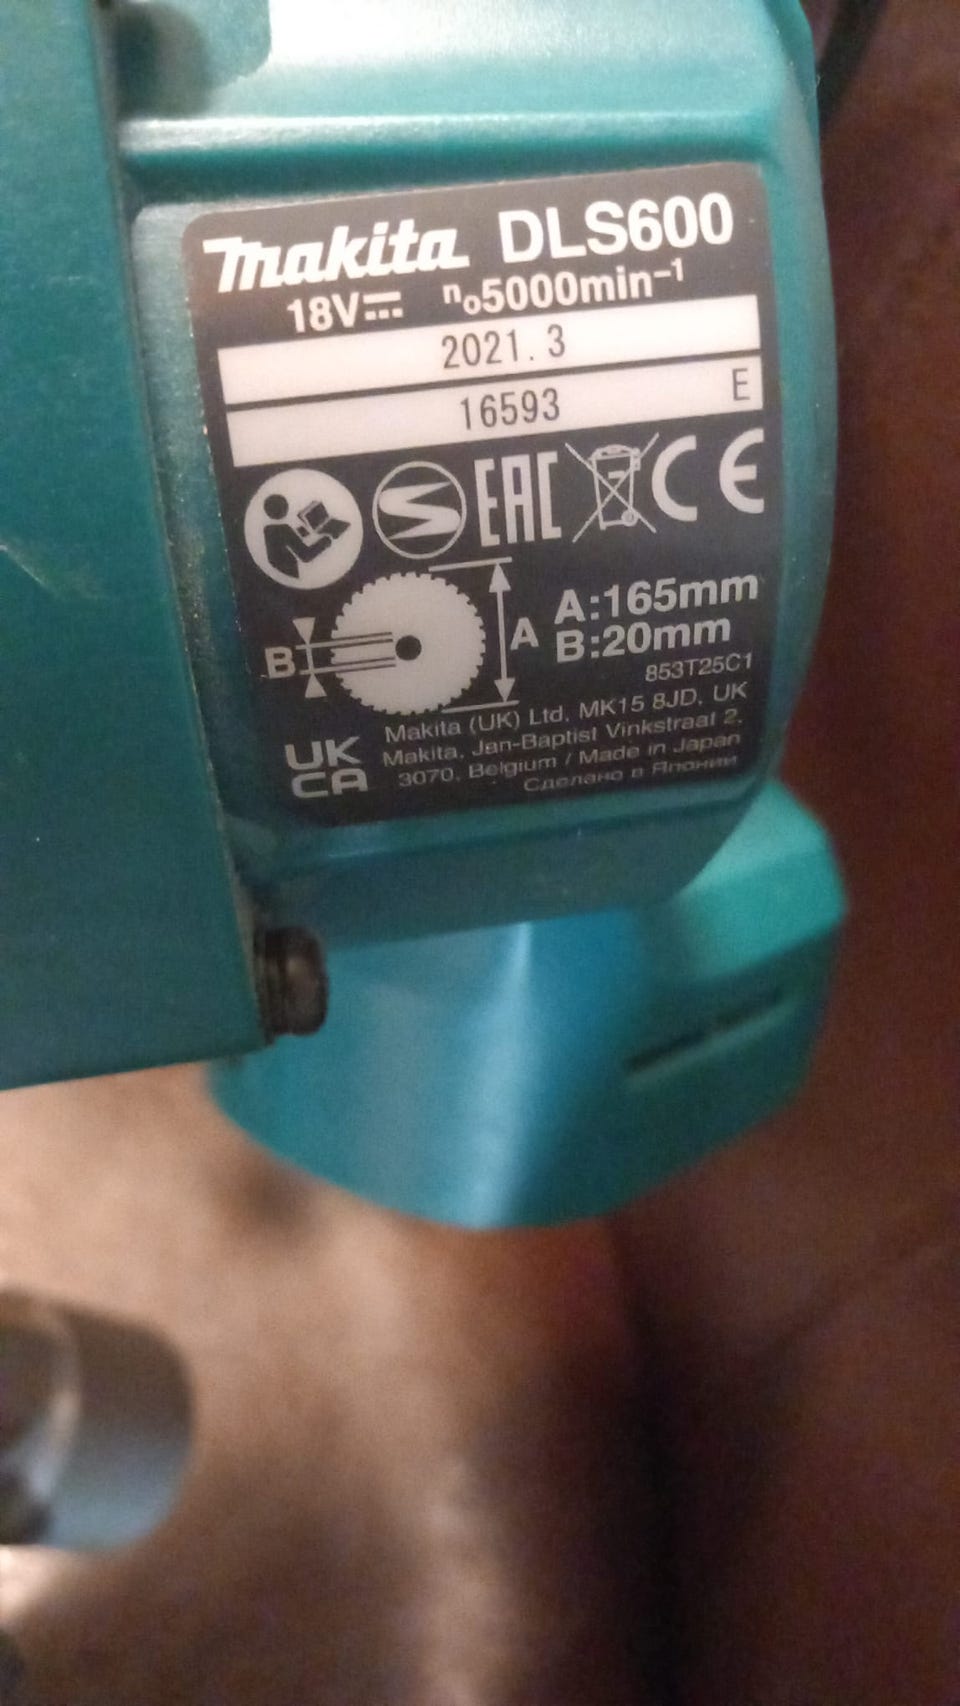 makita DLS600
18V n₀5000min⁻¹
2021. 3
16593 E
EAC CE
A
A:165mm
B
B:20mm
853T25C1
UK
CA
Makita (UK) Ltd. MK15 8JD, UK
Makita, Jan-Baptist Vinkstraat 2,
3070, Belgium / Made in Japan
Сделано в Японии